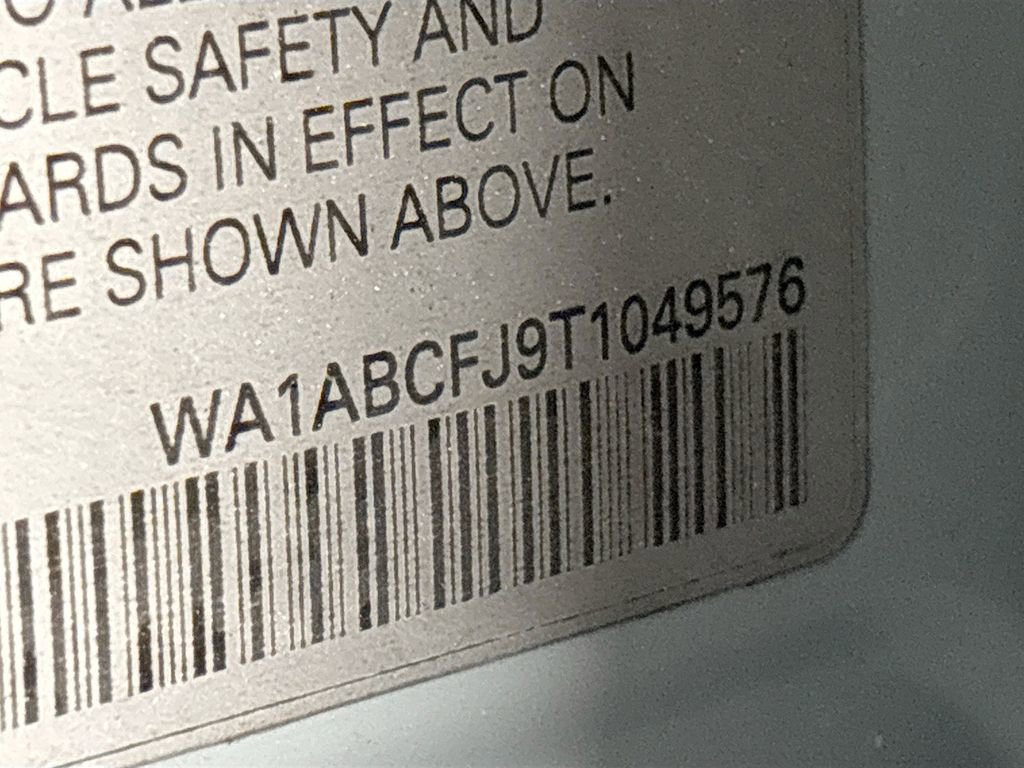 CLE SAFETY AND
ARDS IN EFFECT ON
RE SHOWN ABOVE.
WA1ABCFJ9T1049576